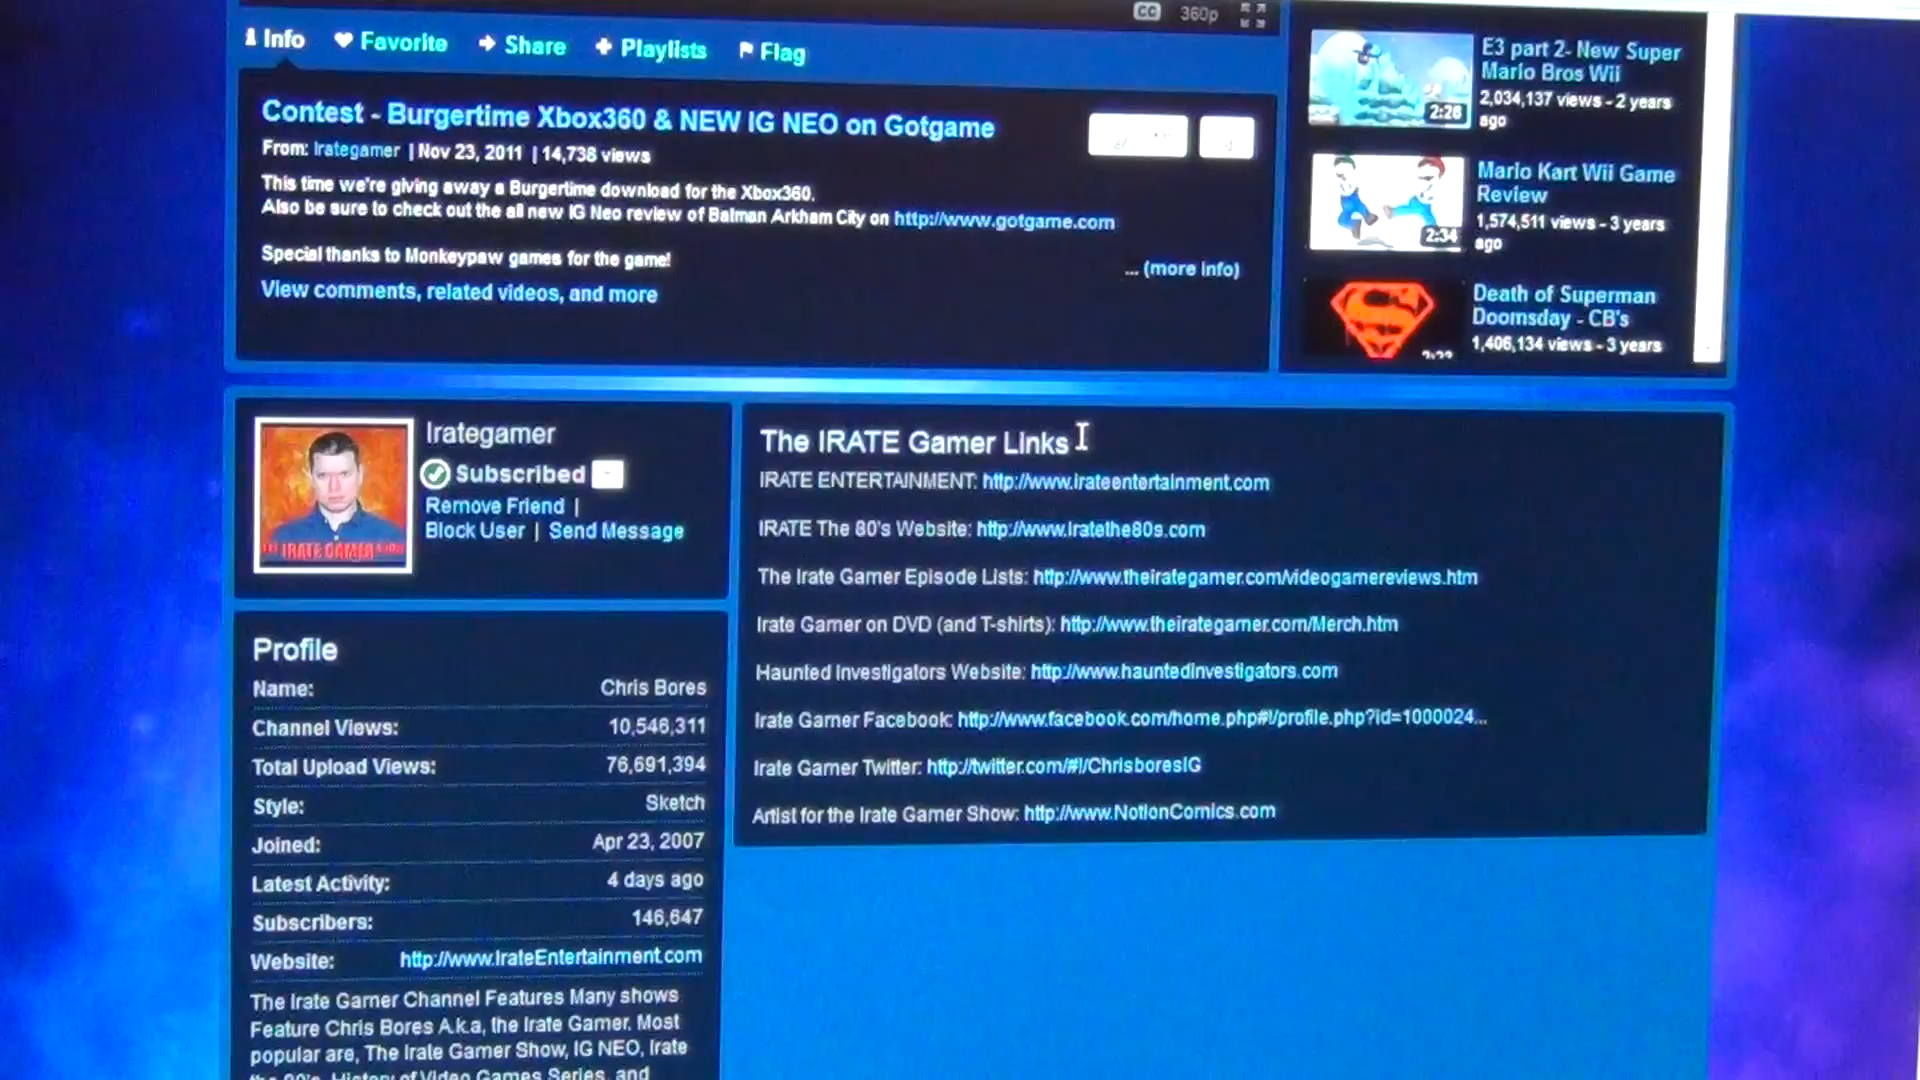 CC 360p
Info Favorite Share Playlists Flag
Contest - Burgertime Xbox360 & NEW IG NEO on Gotgame
From: Irategamer | Nov 23, 2011 | 14,738 views
This time we're giving away a Burgertime download for the Xbox360.
Also be sure to check out the all new IG Neo review of Batman Arkham City on http://www.gotgame.com
Special thanks to Monkeypaw games for the game!
... (more info)
View comments, related videos, and more
E3 part 2- New Super
Mario Bros Wii
2,034,137 views - 2 years
ago
2:28
Mario Kart Wii Game
Review
1,574,511 views - 3 years
ago
2:34
Death of Superman
Doomsday - CB's
1,406,134 views - 3 years
Irategamer
Subscribed
Remove Friend |
Block User | Send Message
THE IRATE GAMER
Profile
Name: Chris Bores
Channel Views: 10,546,311
Total Upload Views: 76,691,394
Style: Sketch
Joined: Apr 23, 2007
Latest Activity: 4 days ago
Subscribers: 146,647
Website: http://www.IrateEntertainment.com
The Irate Gamer Channel Features Many shows
Feature Chris Bores A.k.a, the Irate Gamer. Most
popular are, The Irate Gamer Show, IG NEO, Irate
the 80's, History of Video Games Series, and
The IRATE Gamer Links
IRATE ENTERTAINMENT: http://www.irateentertainment.com
IRATE The 80's Website: http://www.Iratethe80s.com
The Irate Gamer Episode Lists: http://www.theirategamer.com/videogamereviews.htm
Irate Gamer on DVD (and T-shirts): http://www.theirategamer.com/Merch.htm
Haunted Investigators Website: http://www.hauntedinvestigators.com
Irate Gamer Facebook: http://www.facebook.com/home.php#!/profile.php?id=1000024...
Irate Gamer Twitter: http://twitter.com/#!/ChrisboresIG
Artist for the Irate Gamer Show: http://www.NotionComics.com